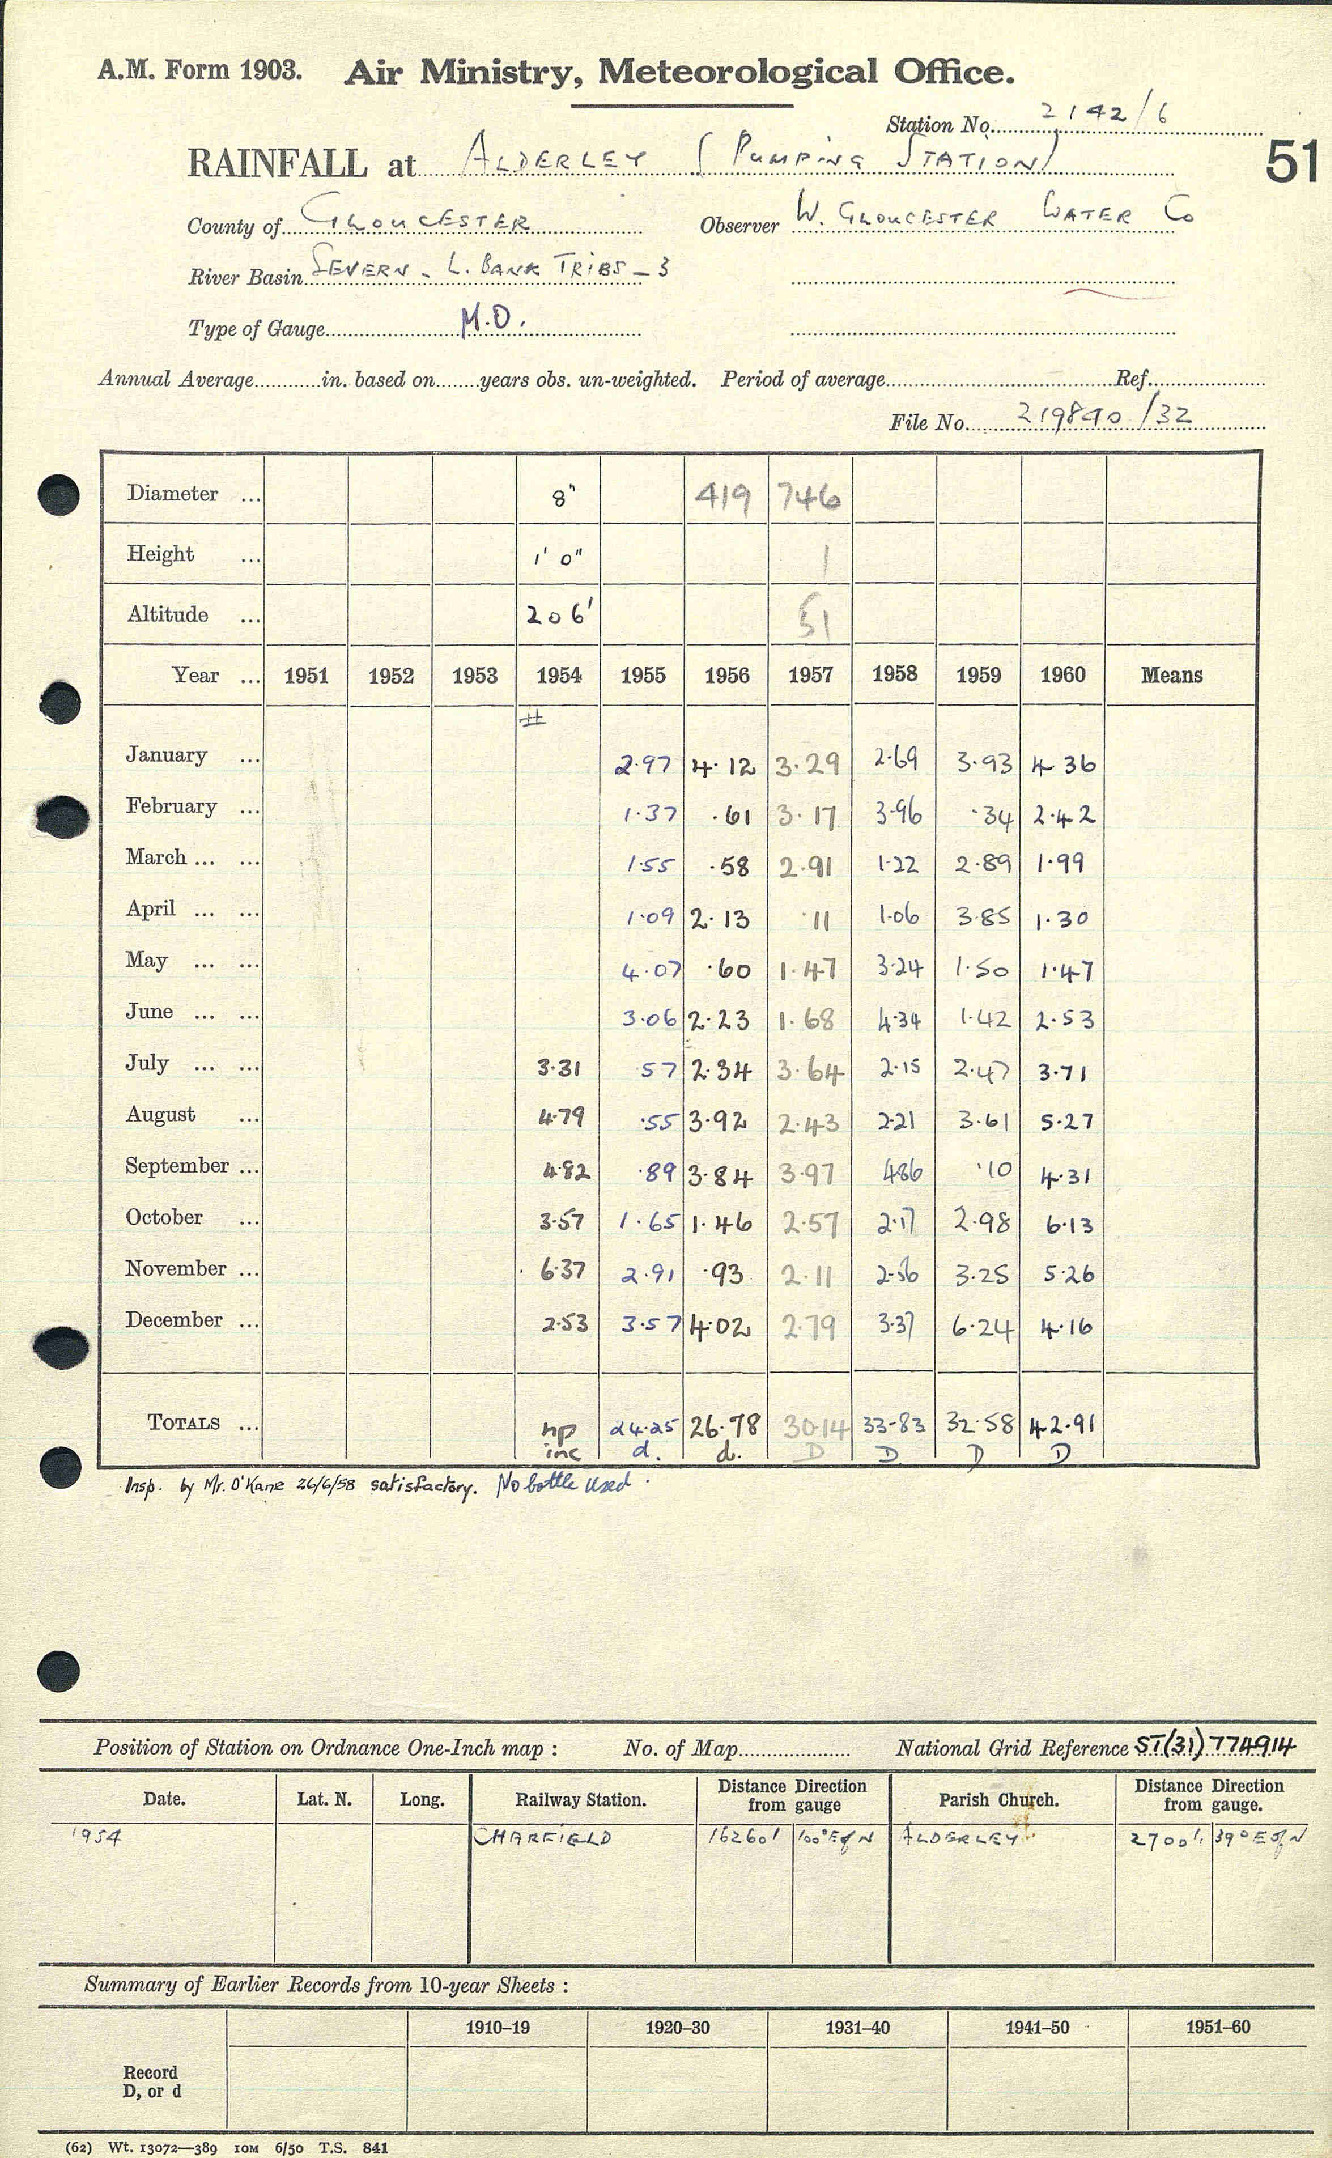 A.M. Form 1903. Air Ministry, Meteorological Office.
Station No. 2142/6
RAINFALL at ALDERLEY (PUMPING STATION)
51
County of GLOUCESTER Observer W. GLOUCESTER WATER Co
River Basin SEVERN - L. BANK TRIBS - 3
Type of Gauge M.O.
Annual Average in. based on years obs. un-weighted. Period of average Ref.
File No. 219840/32
Diameter ... 8" 419 746
Height ... 1' 0" 1
Altitude ... 206' 51
Year ... 1951 1952 1953 1954 1955 1956 1957 1958 1959 1960 Means
#
January ... 2.97 4.12 3.29 2.69 3.93 4.36
February ... 1.37 .61 3.17 3.96 .34 2.42
March ... ... 1.55 .58 2.91 1.22 2.89 1.99
April ... ... 1.09 2.13 .11 1.06 3.85 1.30
May ... ... 4.07 .60 1.47 3.24 1.50 1.47
June ... ... 3.06 2.23 1.68 4.34 1.42 2.53
July ... ... 3.31 .57 2.34 3.64 2.15 2.47 3.71
August ... 4.79 .55 3.92 2.43 2.21 3.61 5.27
September ... 4.82 .89 3.84 3.97 4.86 .10 4.31
October ... 3.57 1.65 1.46 2.57 2.17 2.98 6.13
November ... 6.37 2.91 .93 2.11 2.56 3.25 5.26
December ... 2.53 3.57 4.02 2.79 3.37 6.24 4.16
TOTALS ... np 24.25 26.78 30.14 33.83 32.58 42.91
inc d. d. D D D D
Insp. by Mr. O'Kane 26/6/58 satisfactory. No bottle used.
Position of Station on Ordnance One-Inch map : No. of Map National Grid Reference ST(31)774914
Date. Lat. N. Long. Railway Station. Distance from gauge Direction Parish Church. Distance from gauge. Direction
1954 CHARFIELD 16260' 100° E of N ALDERLEY 2700' 39° E of N
Summary of Earlier Records from 10-year Sheets :
1910–19 1920–30 1931–40 1941–50 1951–60
Record
D, or d
(62) Wt. 13072—389 10M 6/50 T.S. 841